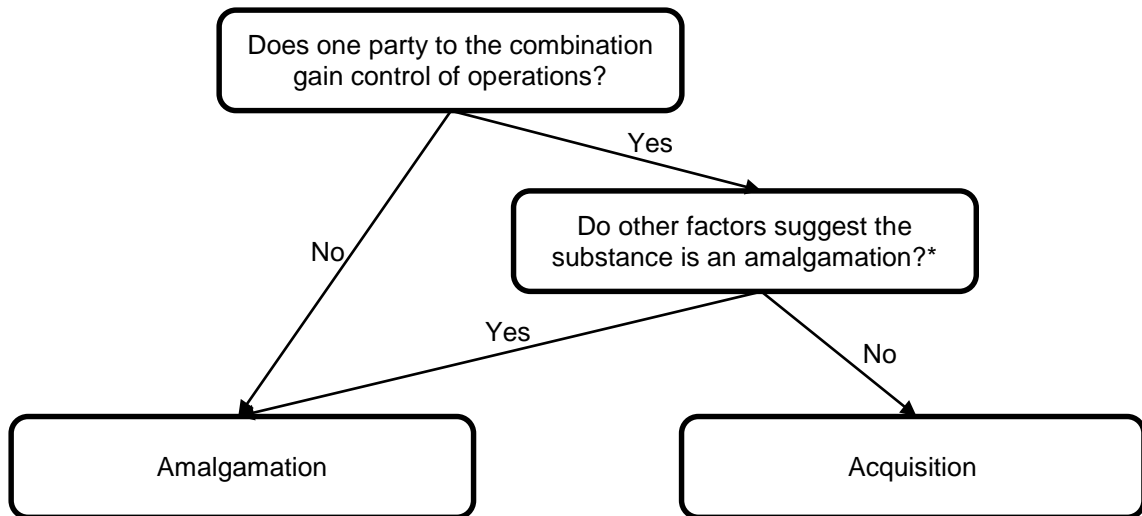 Does one party to the combination
gain control of operations?
Yes
No
Do other factors suggest the
substance is an amalgamation?*
Yes
No
Amalgamation
Acquisition